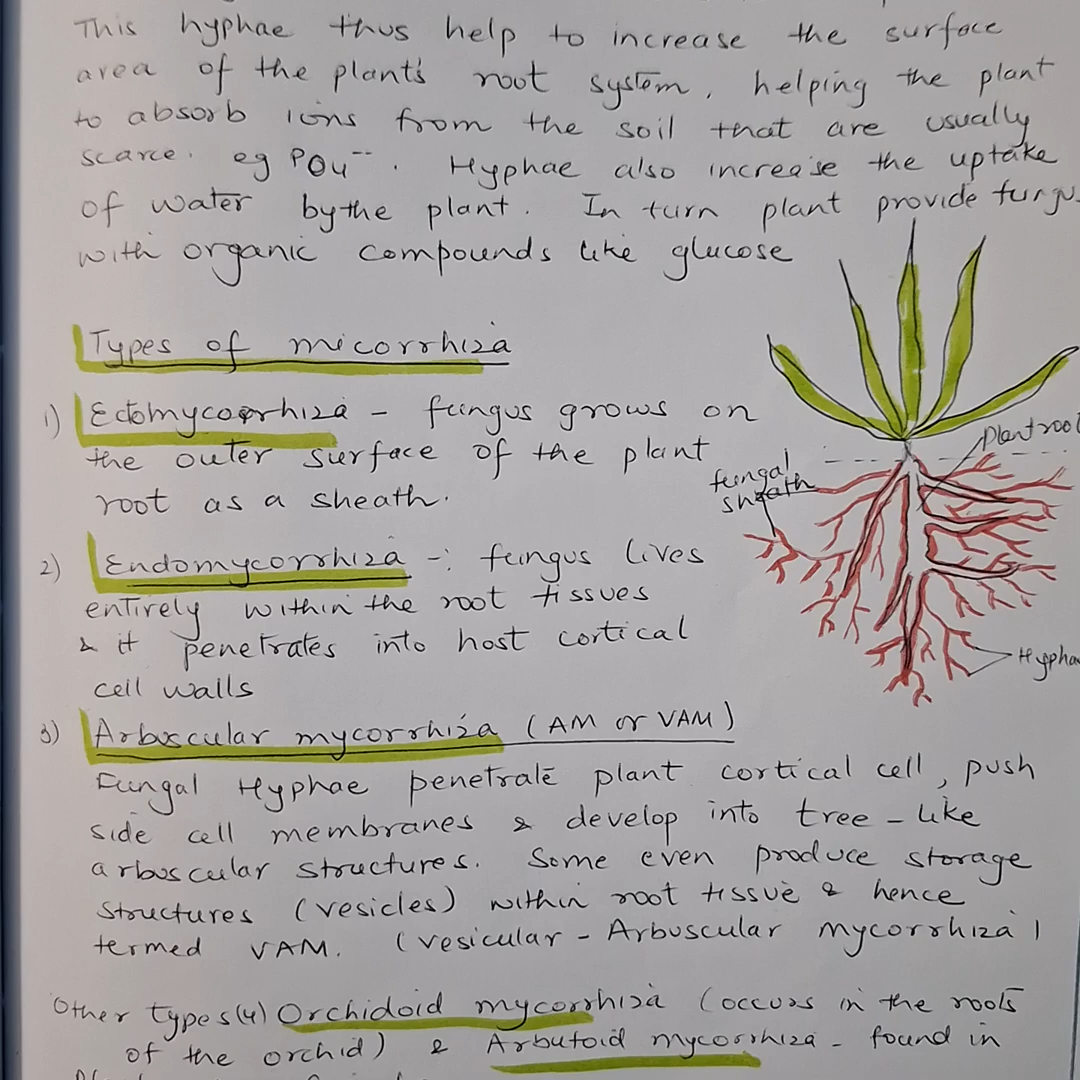 This hyphae thus help to increase the surface
area of the plant's root system, helping the plant
to absorb ions from the soil that are usually
scarce. eg PO4--. Hyphae also increase the uptake
of water by the plant. In turn plant provide fungus
with organic compounds like glucose
Types of micorrhiza
1) Ectomycorrhiza - fungus grows on
the outer surface of the plant
root as a sheath.
Plant root
fungal
sheath
2) Endomycorrhiza -: fungus lives
entirely within the root tissues
& it penetrates into host cortical
cell walls
Hyphae
3) Arbuscular mycorrhiza (AM or VAM)
Fungal Hyphae penetrate plant cortical cell, push
side cell membranes & develop into tree-like
arbuscular structures. Some even produce storage
structures (vesicles) within root tissue & hence
termed VAM. (vesicular - Arbuscular mycorrhiza)
Other types (4) Orchidoid mycorrhiza (occurs in the roots
of the orchid) & Arbutoid mycorrhiza - found in